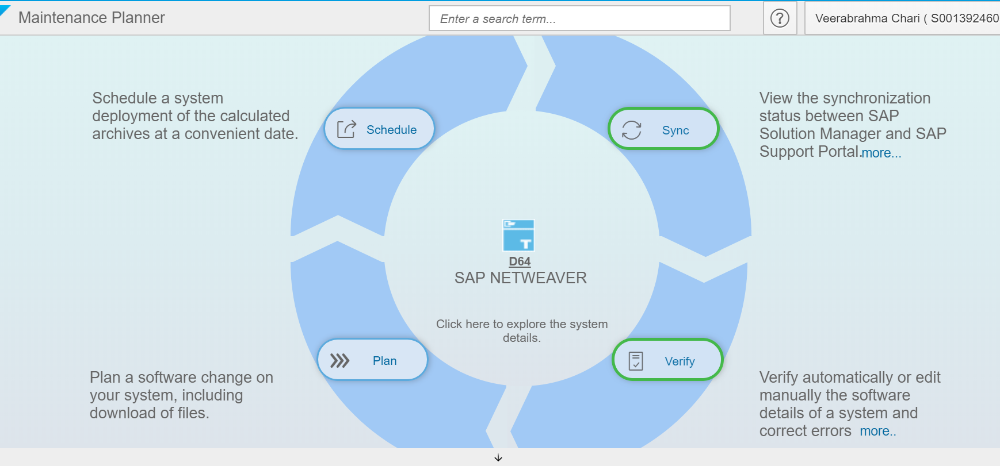 Maintenance Planner
Enter a search term...
?
Veerabrahma Chari ( S001392460
Schedule a system
deployment of the calculated
archives at a convenient date.
Schedule
Sync
View the synchronization
status between SAP
Solution Manager and SAP
Support Portal.more...
T
D64
SAP NETWEAVER
Click here to explore the system
details.
Plan
Verify
Plan a software change on
your system, including
download of files.
Verify automatically or edit
manually the software
details of a system and
correct errors more..